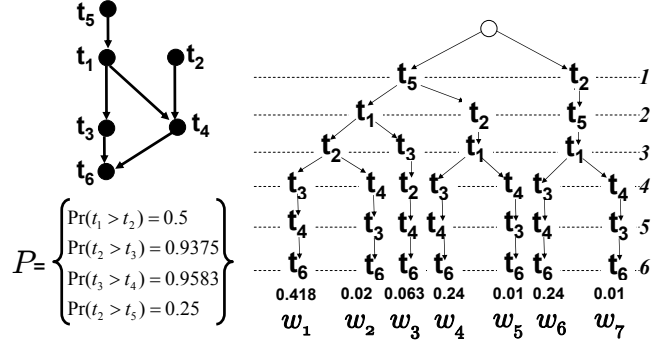 t5
t1
t2
t3
t4
t6
P= { Pr(t1 > t2) = 0.5
Pr(t2 > t3) = 0.9375
Pr(t3 > t4) = 0.9583
Pr(t2 > t5) = 0.25 }
t5 t2 1
t1 t2 t5 2
t2 t3 t1 t1 3
t3 t4 t2 t3 t4 t3 t4 4
t4 t3 t4 t4 t3 t4 t3 5
t6 t6 t6 t6 t6 t6 t6 6
0.418 0.02 0.063 0.24 0.01 0.24 0.01
w1 w2 w3 w4 w5 w6 w7